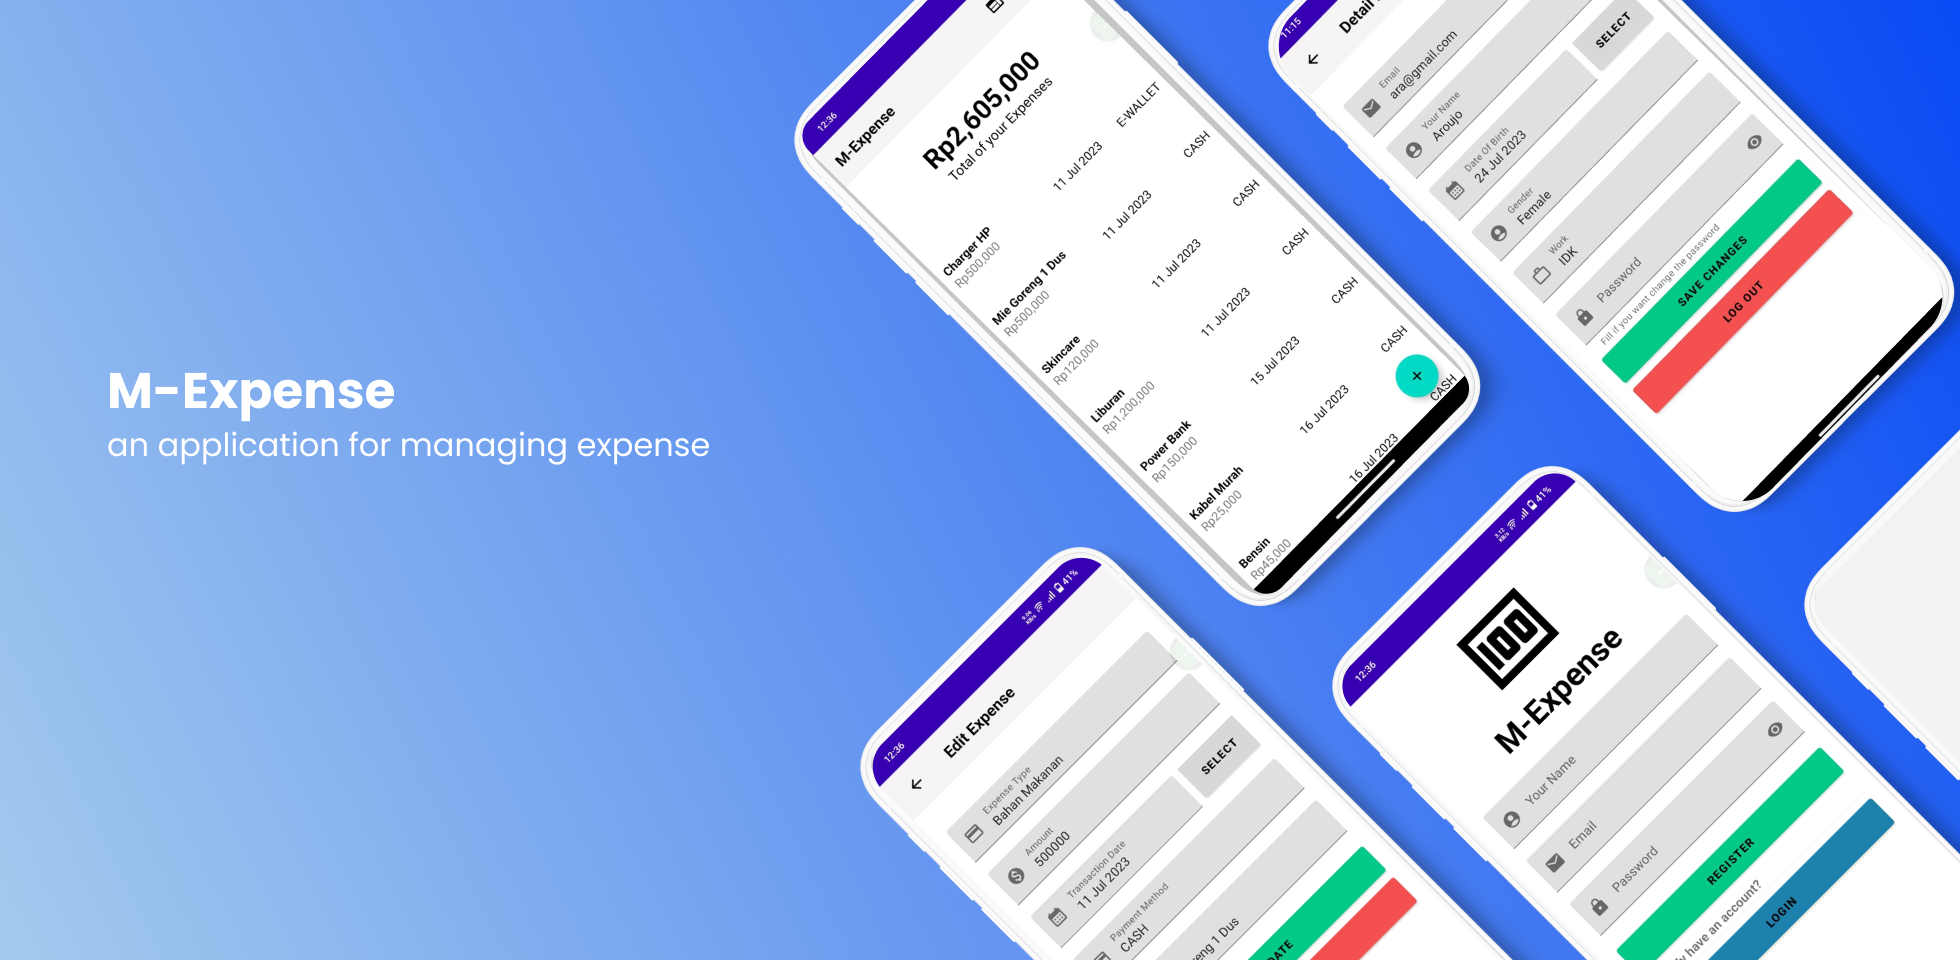 M-Expense
an application for managing expense
12:36
M-Expense
Rp2,605,000
Total of your Expenses
Charger HP
Rp500,000
11 Jul 2023
E-WALLET
Mie Goreng 1 Dus
Rp500,000
11 Jul 2023
CASH
Skincare
Rp120,000
11 Jul 2023
CASH
Liburan
Rp1,200,000
11 Jul 2023
CASH
Power Bank
Rp150,000
15 Jul 2023
CASH
Kabel Murah
Rp25,000
16 Jul 2023
CASH
Bensin
Rp45,000
16 Jul 2023
CASH
+
11:15
Detail
Email
ara@gmail.com
Your Name
Aroujo
Date Of Birth
24 Jul 2023
SELECT
Gender
Female
Work
IDK
Password
Fill if you want change the password
SAVE CHANGES
LOG OUT
12:36
41%
Edit Expense
Expense Type
Bahan Makanan
Amount
500000
Transaction Date
11 Jul 2023
SELECT
Payment Method
CASH
reng 1 Dus
DATE
12:36
41%
100
M-Expense
Your Name
Email
Password
REGISTER
have an account?
LOGIN